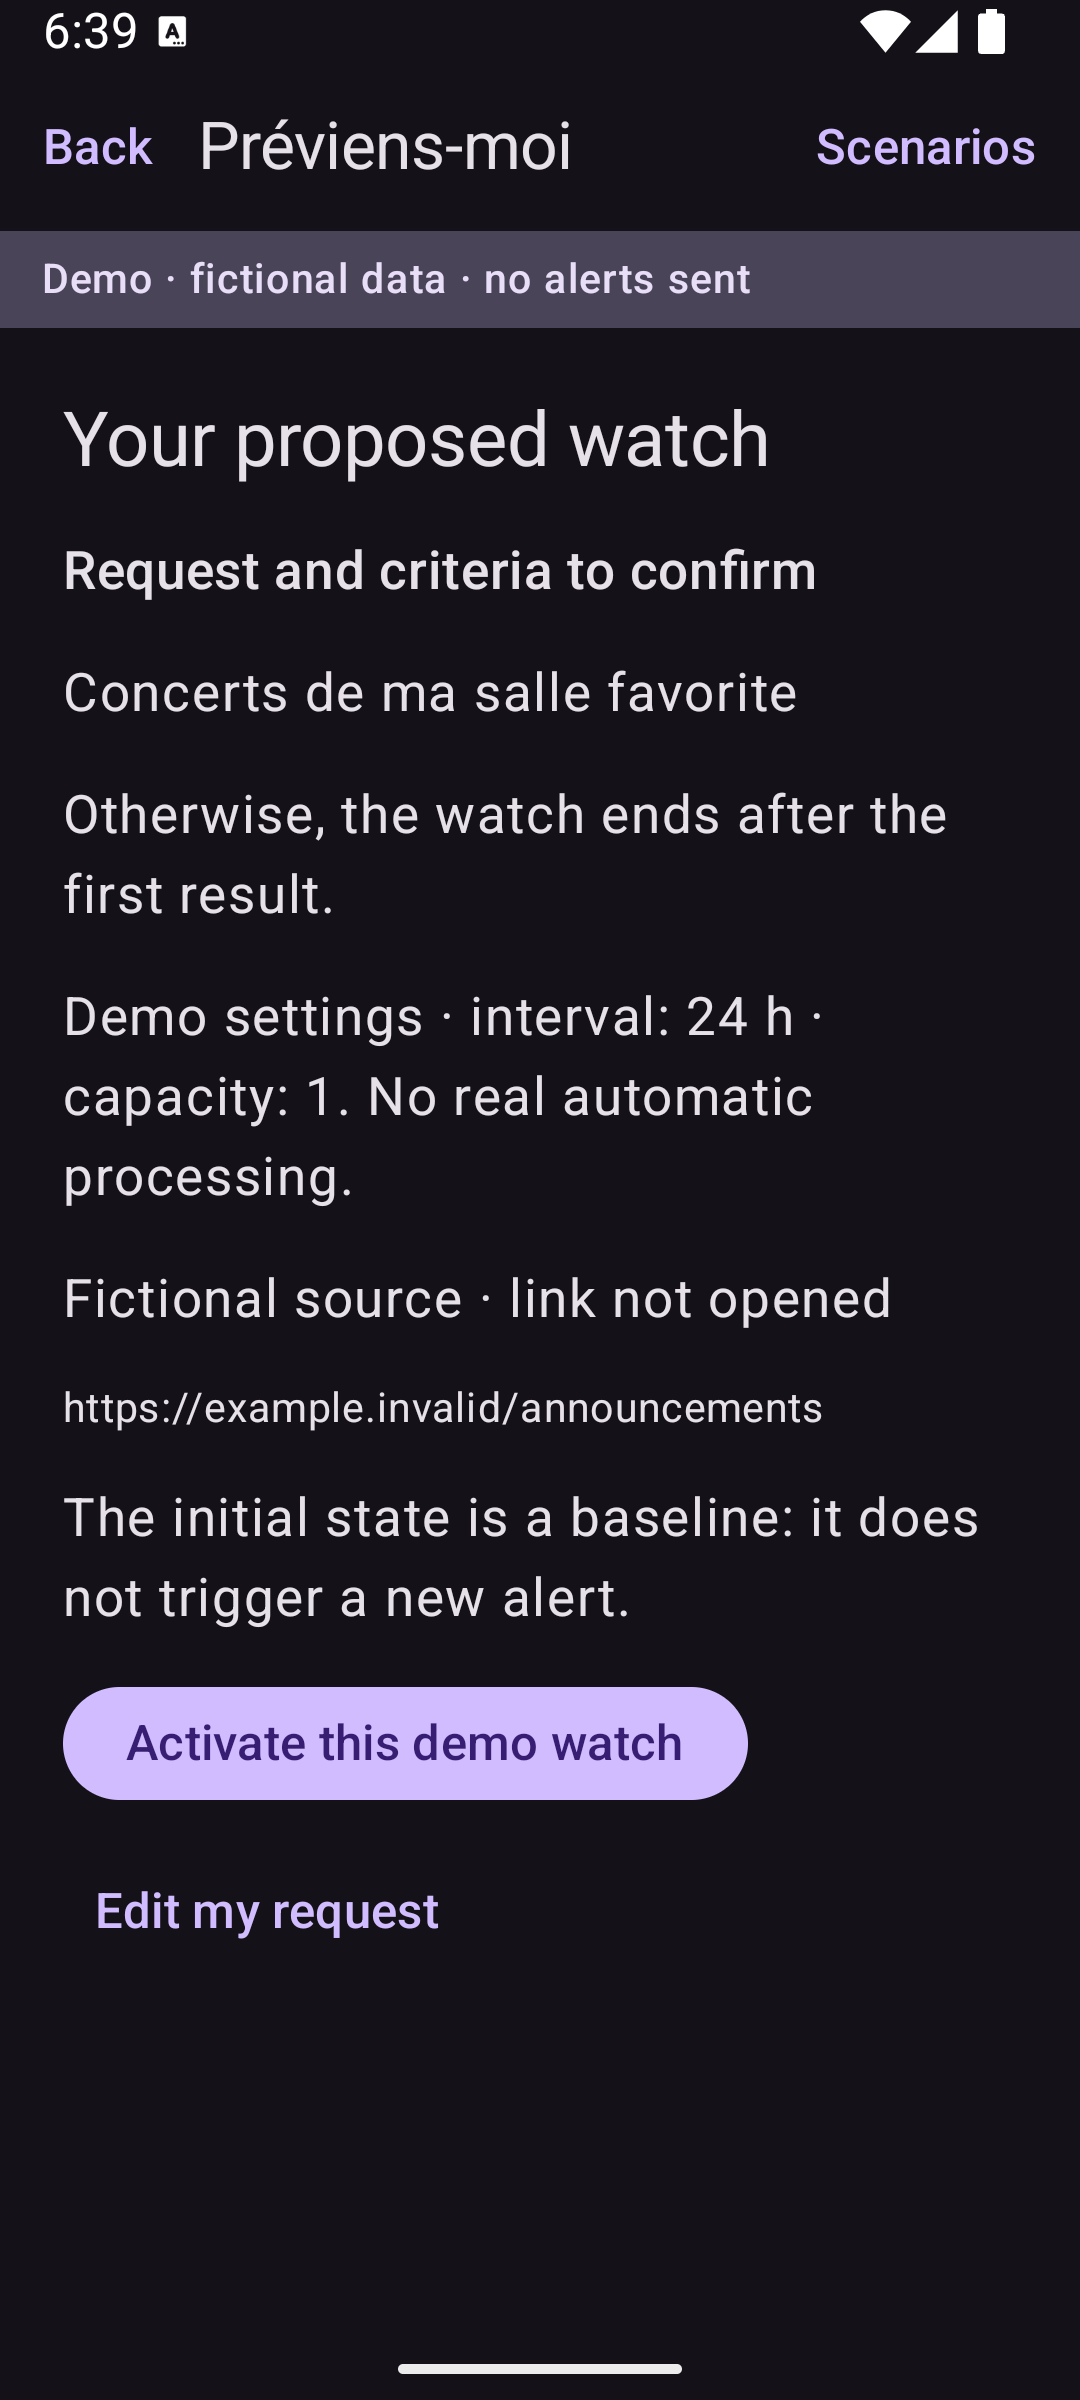 6:39
Back Préviens-moi Scenarios
Demo · fictional data · no alerts sent
Your proposed watch
Request and criteria to confirm
Concerts de ma salle favorite
Otherwise, the watch ends after the
first result.
Demo settings · interval: 24 h ·
capacity: 1. No real automatic
processing.
Fictional source · link not opened
https://example.invalid/announcements
The initial state is a baseline: it does
not trigger a new alert.
Activate this demo watch
Edit my request